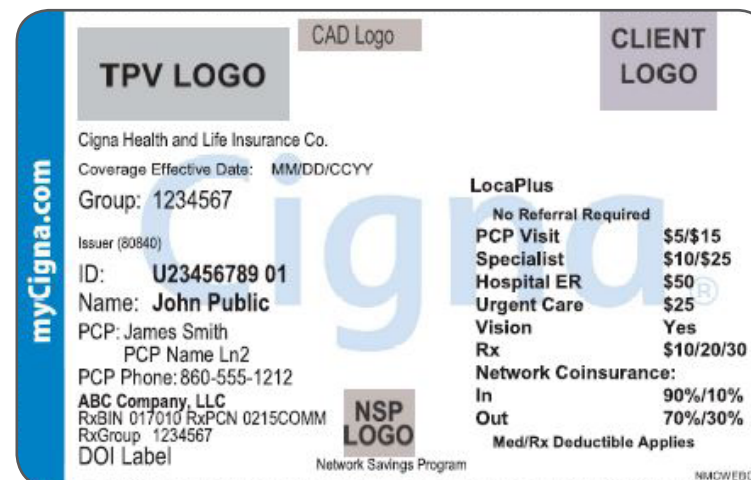 myCigna.com
TPV LOGO
CAD Logo
CLIENT
LOGO
Cigna
®
Cigna Health and Life Insurance Co.
Coverage Effective Date: MM/DD/CCYY
Group: 1234567
Issuer (80840)
ID: U23456789 01
Name: John Public
PCP: James Smith
PCP Name Ln2
PCP Phone: 860-555-1212
ABC Company, LLC
RxBIN 017010 RxPCN 0215COMM
RxGroup 1234567
DOI Label
NSP
LOGO
Network Savings Program
LocaPlus
No Referral Required
PCP Visit $5/$15
Specialist $10/$25
Hospital ER $50
Urgent Care $25
Vision Yes
Rx $10/20/30
Network Coinsurance:
In 90%/10%
Out 70%/30%
Med/Rx Deductible Applies